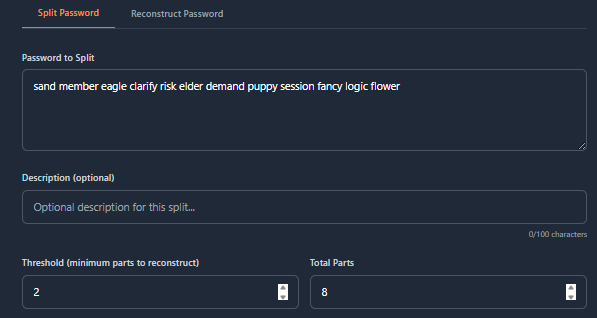 Split Password Reconstruct Password
Password to Split
sand member eagle clarify risk elder demand puppy session fancy logic flower
Description (optional)
Optional description for this split...
0/100 characters
Threshold (minimum parts to reconstruct) Total Parts
2 8